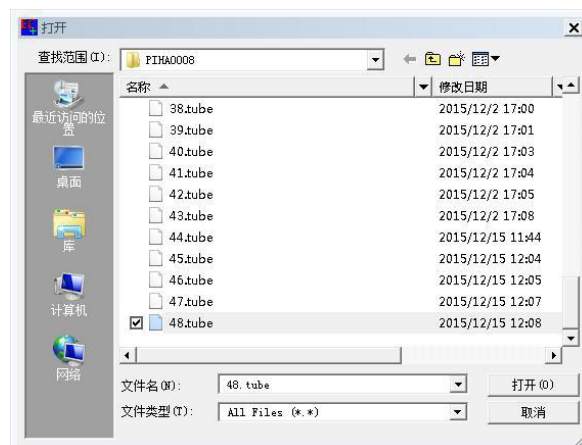 打开
查找范围(I):
PIHA0008
名称
修改日期
38.tube 2015/12/2 17:00
39.tube 2015/12/2 17:01
40.tube 2015/12/2 17:03
41.tube 2015/12/2 17:04
42.tube 2015/12/2 17:05
43.tube 2015/12/2 17:08
44.tube 2015/12/15 11:44
45.tube 2015/12/15 12:04
46.tube 2015/12/15 12:05
47.tube 2015/12/15 12:07
48.tube 2015/12/15 12:08
最近访问的位
置
桌面
库
计算机
网络
文件名(N): 48.tube 打开(O)
文件类型(T): All Files (*.*) 取消